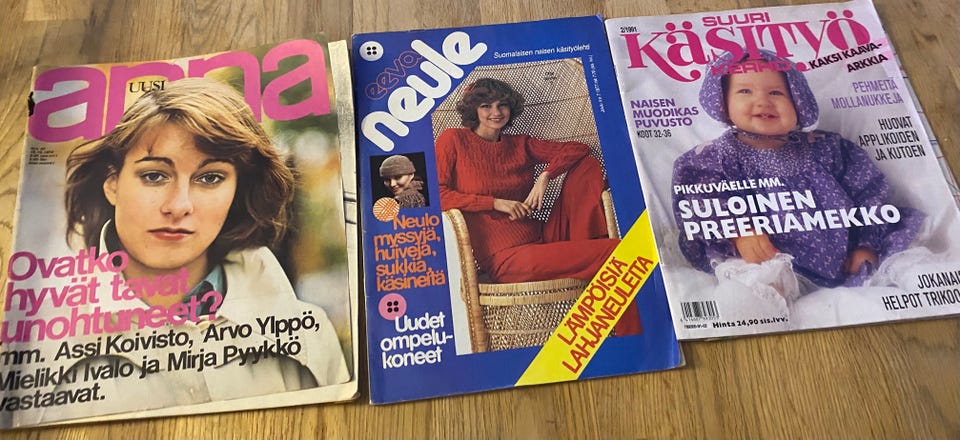 anna
UUSI
Ovatko
hyvät tavat
unohtuneet?
mm. Assi Koivisto, Arvo Ylppö,
Mielikki Ivalo ja Mirja Pyykkö
vastaavat.
eeva
neule
Suomalaisen naisen käsityölehti
Neulo
myssyjä,
huiveja,
sukkia,
käsineitä
Uudet
ompelu-
koneet
LÄMPÖISIÄ
LAHJANEULEITA
2/1991
SUURI
KÄSITYÖ
KERHO
KAKSI KAAVA-
ARKKIA
PEHMEITÄ
MOLLANUKKEJA
NAISEN
MUODIKAS
PUVUSTO
KOOT 32-36
HUOVAT
APPLIKOIDEN
JA KUTOEN
PIKKUVÄELLE MM.
SULOINEN
PREERIAMEKKO
JOKANAI
HELPOT TRIKOO
Hinta 24,90 sis.lvv.